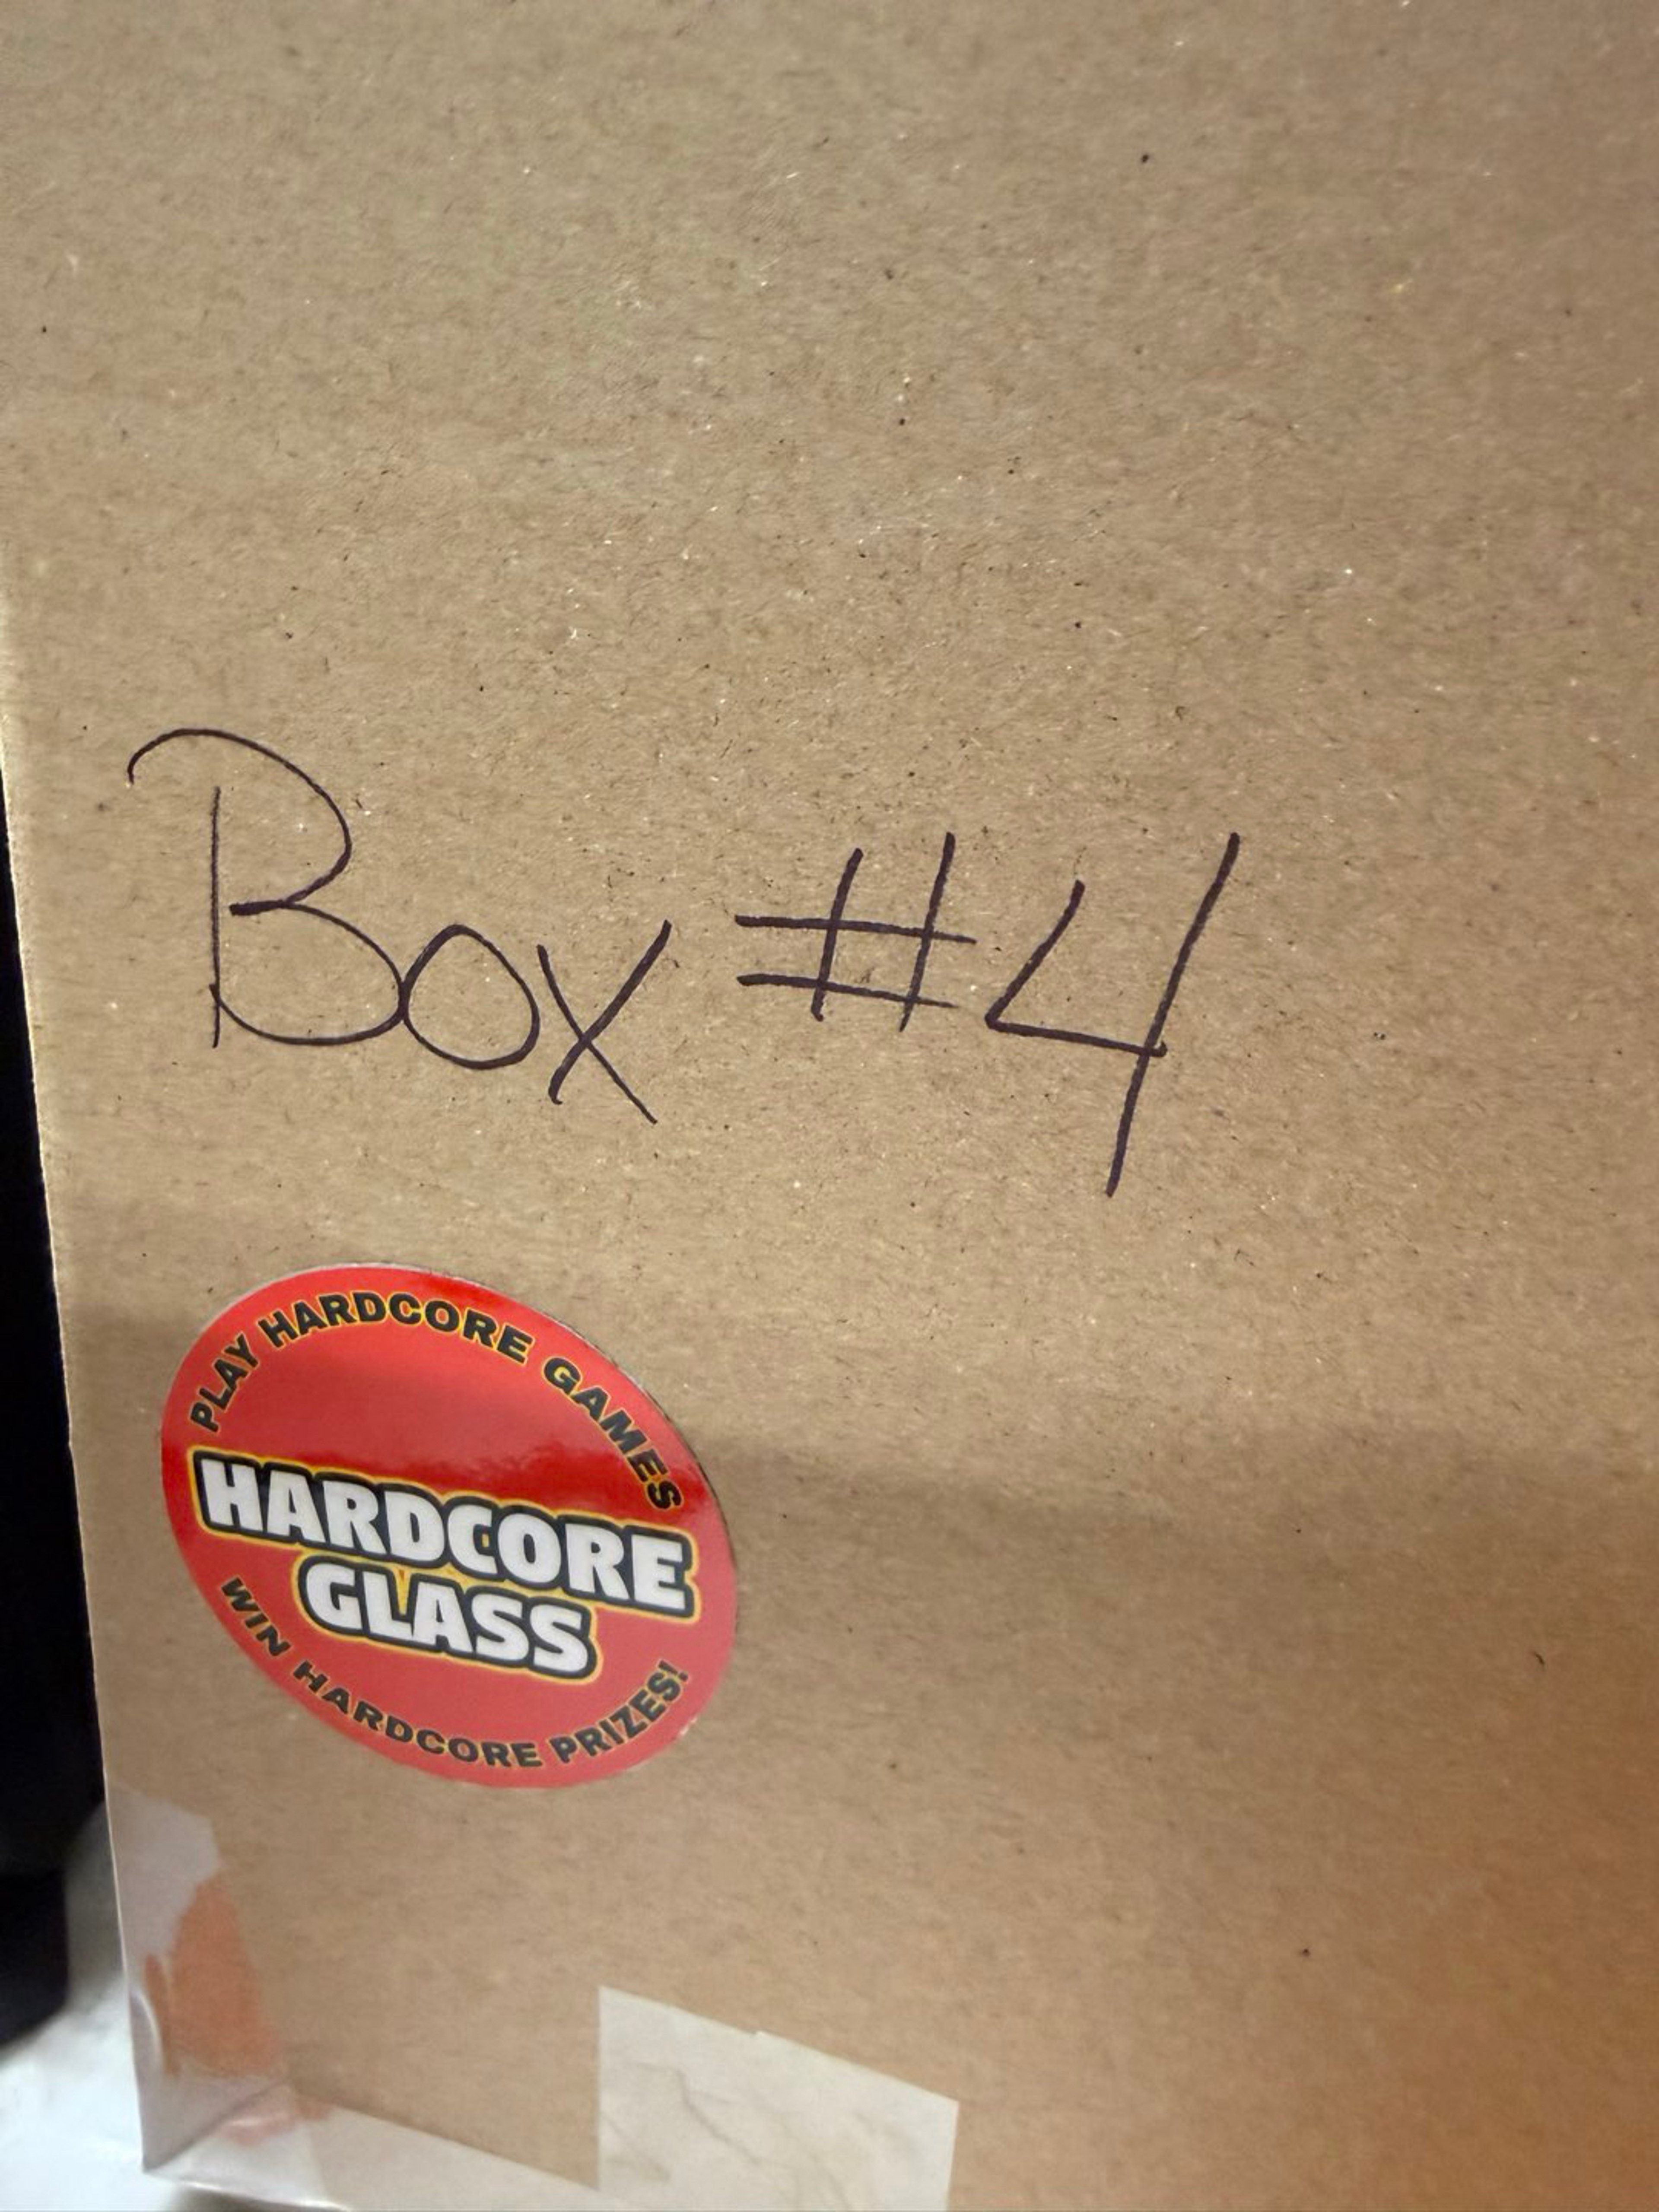 Box #4
PLAY HARDCORE GAMES
HARDCORE
GLASS
WIN HARDCORE PRIZES!